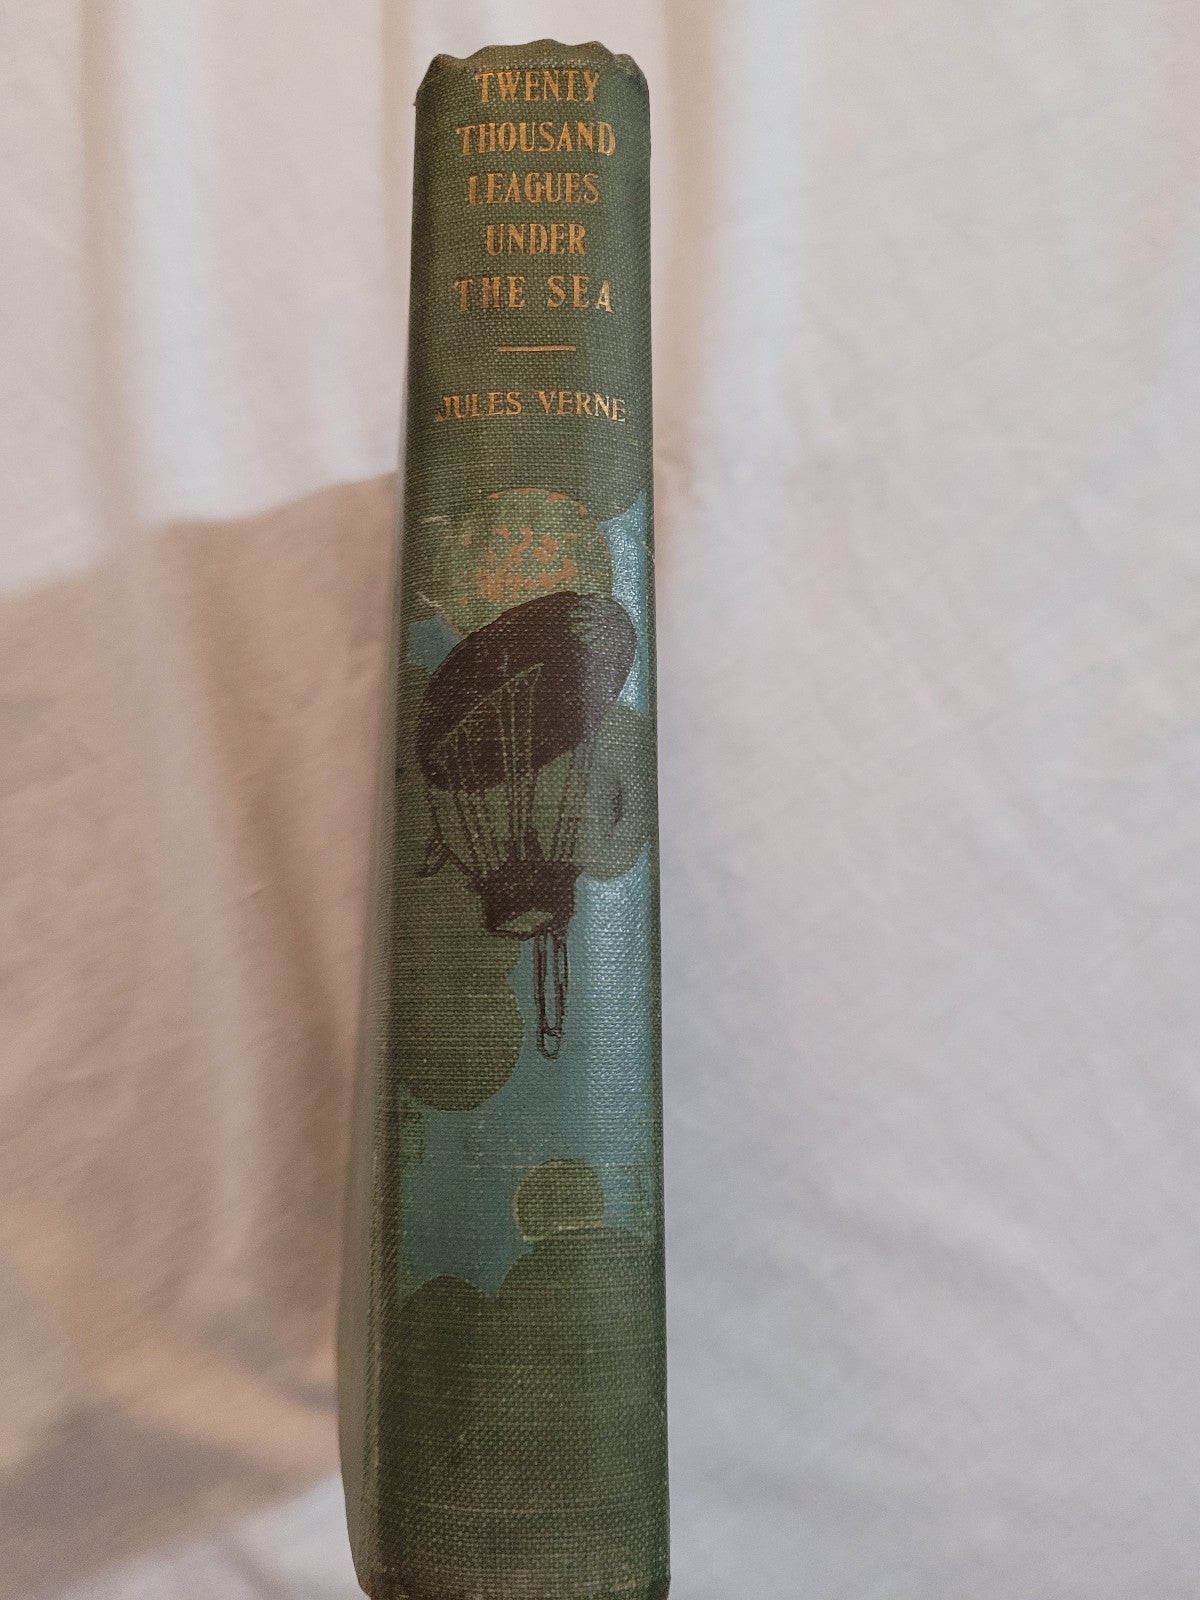 TWENTY
THOUSAND
LEAGUES
UNDER
THE SEA
JULES VERNE